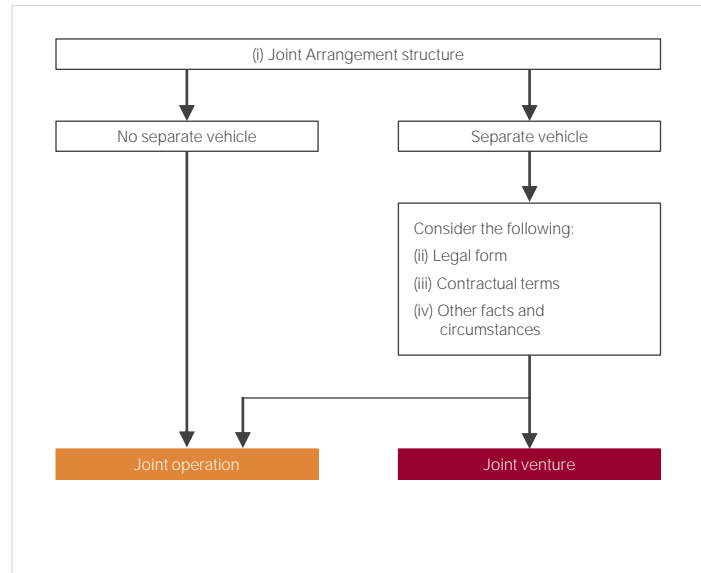 (i) Joint Arrangement structure
No separate vehicle
Separate vehicle
Consider the following:
(ii) Legal form
(iii) Contractual terms
(iv) Other facts and
circumstances
Joint operation
Joint venture